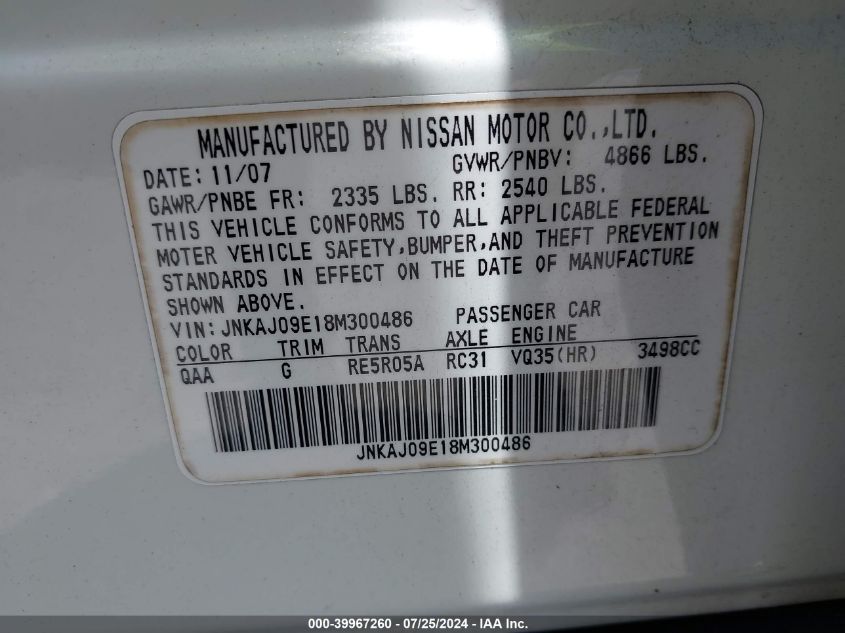 MANUFACTURED BY NISSAN MOTOR CO.,LTD.
DATE: 11/07 GVWR/PNBV: 4866 LBS.
GAWR/PNBE FR: 2335 LBS. RR: 2540 LBS.
THIS VEHICLE CONFORMS TO ALL APPLICABLE FEDERAL
MOTER VEHICLE SAFETY,BUMPER,AND THEFT PREVENTION
STANDARDS IN EFFECT ON THE DATE OF MANUFACTURE
SHOWN ABOVE.
VIN: JNKAJ09E18M300486 PASSENGER CAR
COLOR TRIM TRANS AXLE ENGINE
QAA G RE5R05A RC31 VQ35(HR) 3498CC
JNKAJ09E18M300486
000-39967260 - 07/25/2024 - IAA Inc.